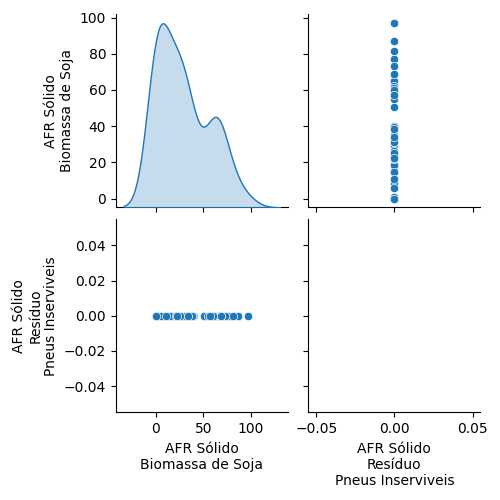 100
80
60
40
20
0
AFR Sólido
Biomassa de Soja
0.04
0.02
0.00
−0.02
−0.04
AFR Sólido
Resíduo
Pneus Inserviveis
0
50
100
AFR Sólido
Biomassa de Soja
−0.05
0.00
0.05
AFR Sólido
Resíduo
Pneus Inserviveis